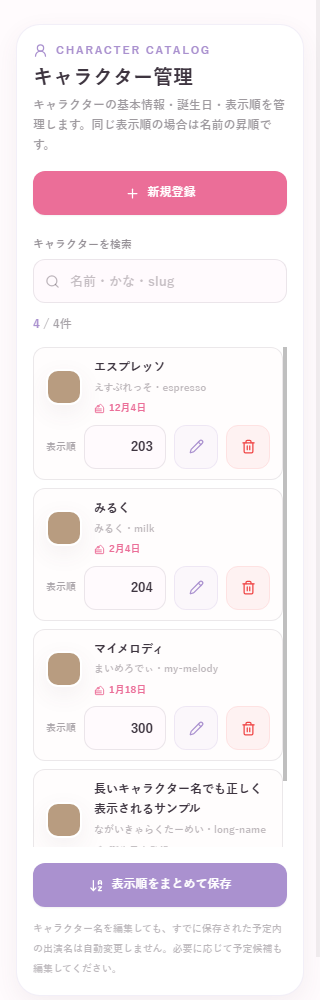 CHARACTER CATALOG
キャラクター管理
キャラクターの基本情報・誕生日・表示順を管
理します。同じ表示順の場合は名前の昇順で
す。
新規登録
キャラクターを検索
名前・かな・slug
4 / 4件
エスプレッソ
えすぷれっそ・espresso
12月4日
表示順 203
みるく
みるく・milk
2月4日
表示順 204
マイメロディ
まいめろでぃ・my-melody
1月18日
表示順 300
長いキャラクター名でも正しく
表示されるサンプル
ながいきゃらくたーめい・long-name
表示順をまとめて保存
キャラクター名を編集しても、すでに保存された予定内
の出演名は自動変更しません。必要に応じて予定候補も
編集してください。